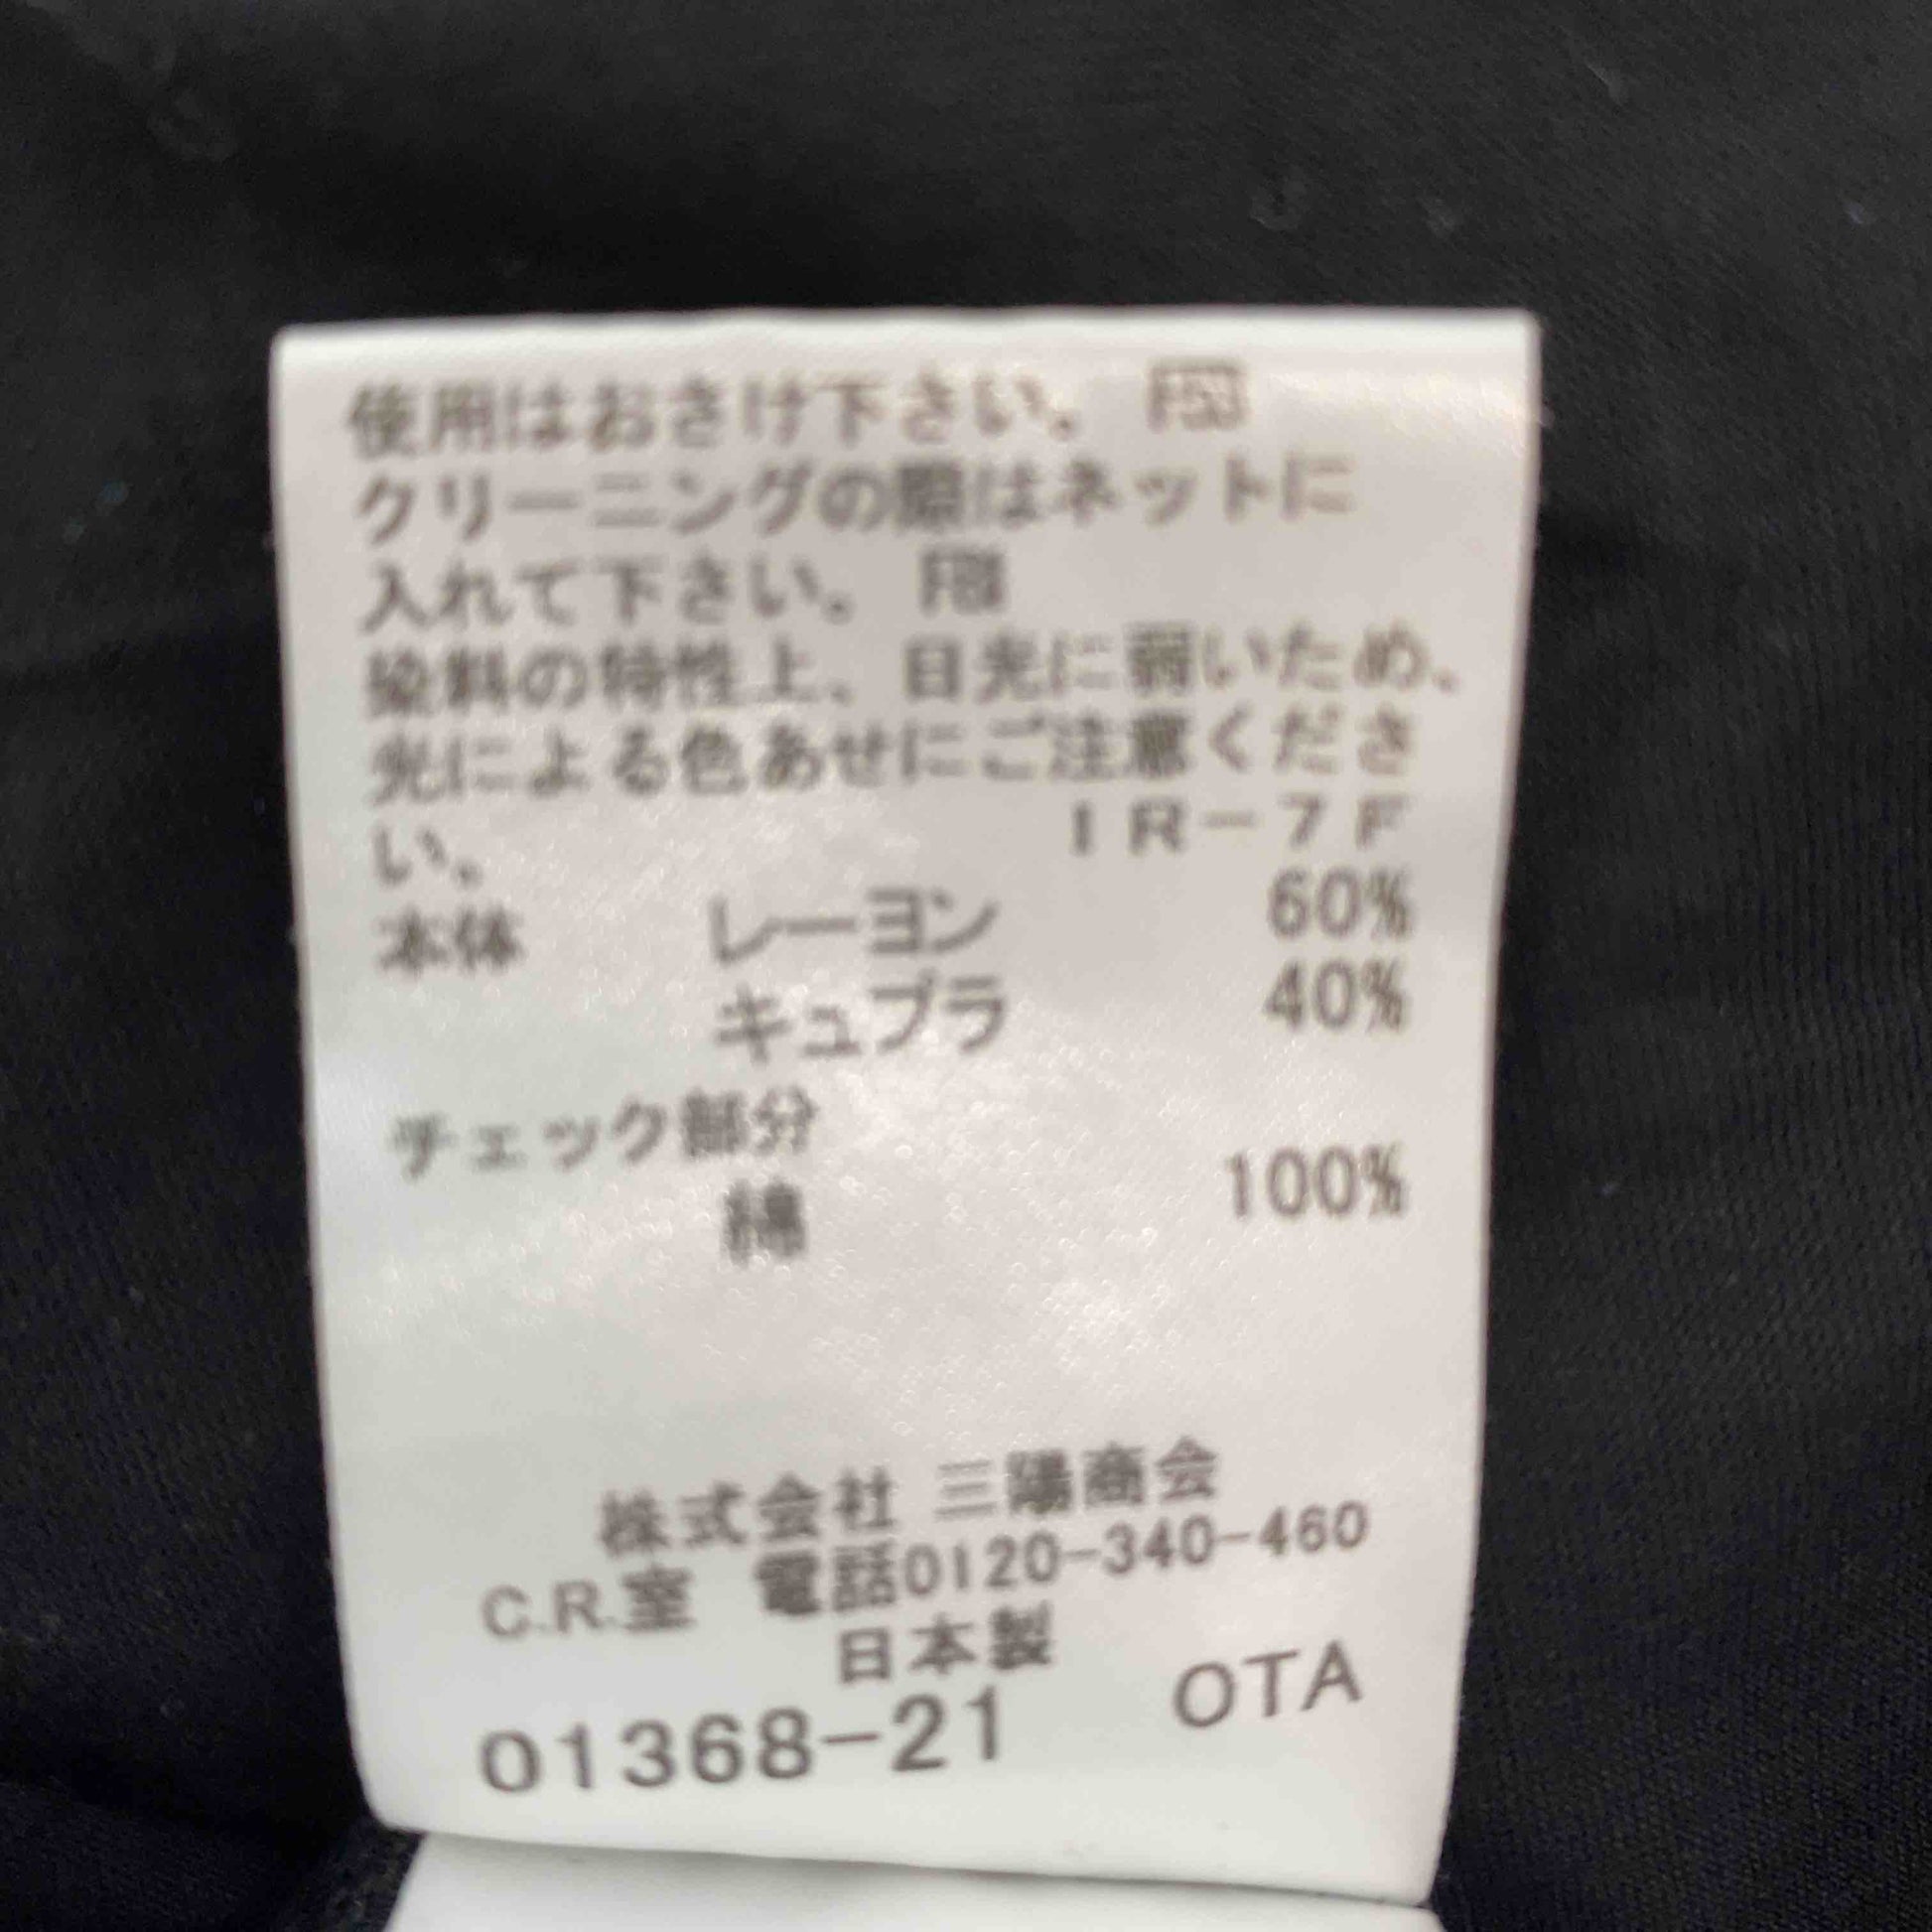 使用はおさけ下さい。
クリーニングの際はネットに
入れて下さい。
染料の特性上、日光に弱いため、
光による色あせにご注意くださ
い。 IR-7F
本体 レーヨン 60%
キュプラ 40%
チェック部分
綿 100%
株式会社 三陽商会
C.R.室 電話0120-340-460
日本製
01368-21 OTA